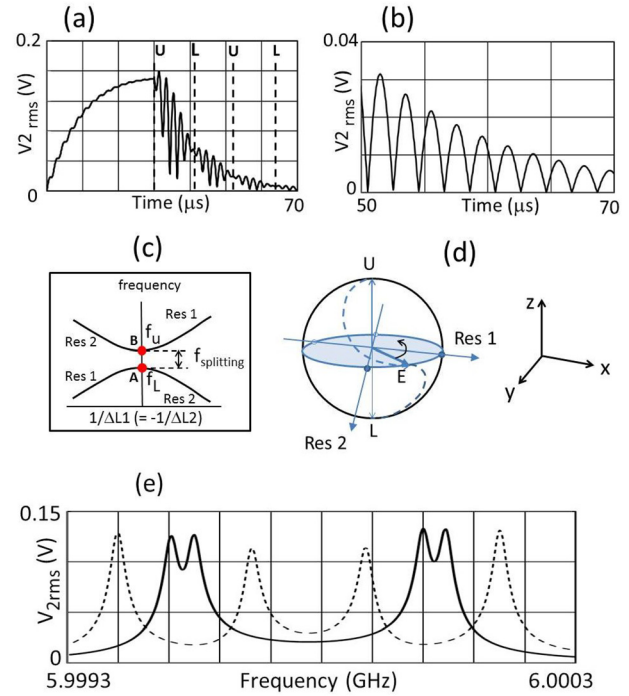 (a)
(b)
0.2
U L U L
V2 rms (V)
0
Time (μs)
70
0.04
V2 rms (V)
0
50
Time (μs)
70
(c)
frequency
Res 1
Res 2
B
fu
fsplitting
A
fL
Res 1
Res 2
1/ΔL1 (= -1/ΔL2)
(d)
U
Res 1
E
Res 2
L
z
x
y
(e)
0.15
V2rms (V)
0
5.9993
Frequency (GHz)
6.0003